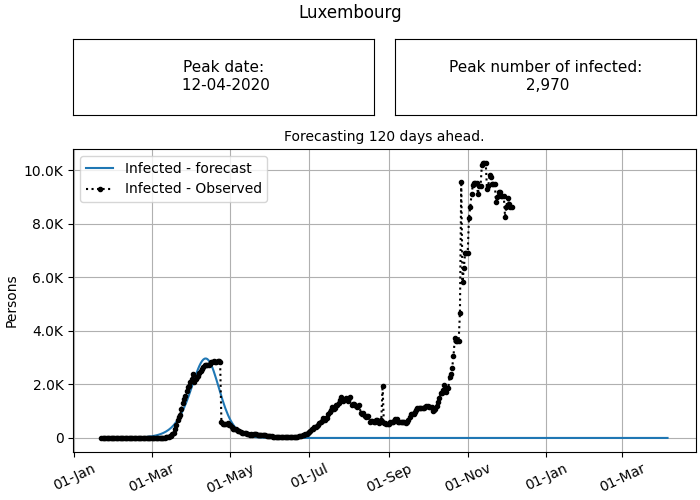 Luxembourg
Peak date:
12-04-2020
Peak number of infected:
2,970
Forecasting 120 days ahead.
Infected - forecast
Infected - Observed
10.0K
8.0K
6.0K
4.0K
2.0K
0
Persons
01-Jan
01-Mar
01-May
01-Jul
01-Sep
01-Nov
01-Jan
01-Mar